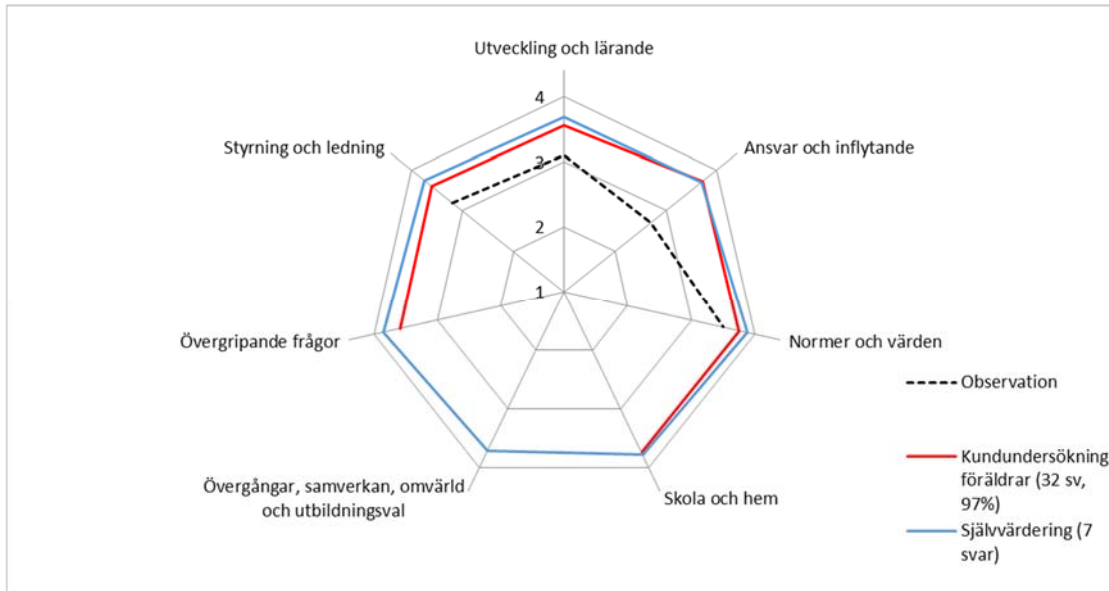 Utveckling och lärande
4
3
2
1
Styrning och ledning
Ansvar och inflytande
Övergripande frågor
Normer och värden
Övergångar, samverkan, omvärld
och utbildningsval
Skola och hem
Observation
Kundundersökning
föräldrar (32 sv,
97%)
Självvärdering (7
svar)